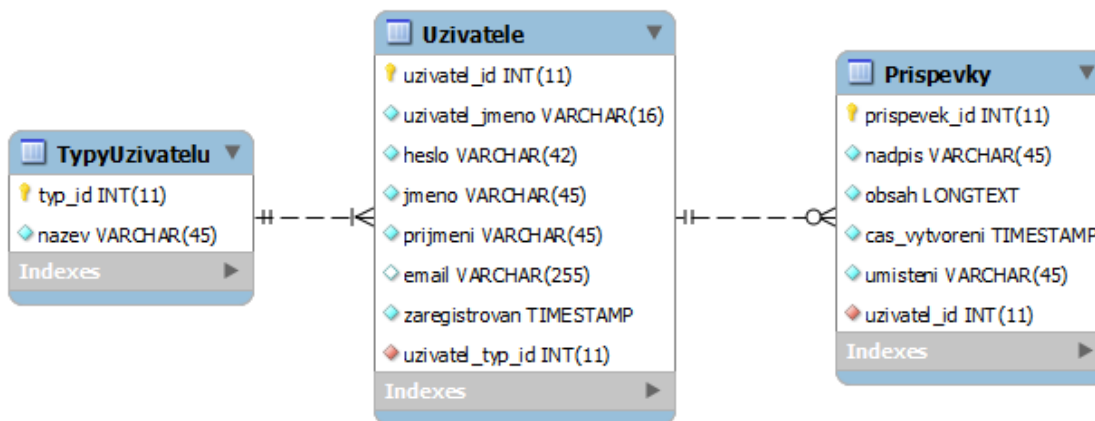 TypyUzivatelu
typ_id INT(11)
nazev VARCHAR(45)
Indexes
Uzivatele
uzivatel_id INT(11)
uzivatel_jmeno VARCHAR(16)
heslo VARCHAR(42)
jmeno VARCHAR(45)
prijmeni VARCHAR(45)
email VARCHAR(255)
zaregistrovan TIMESTAMP
uzivatel_typ_id INT(11)
Indexes
Prispevky
prispevek_id INT(11)
nadpis VARCHAR(45)
obsah LONGTEXT
cas_vytvoreni TIMESTAMP
umisteni VARCHAR(45)
uzivatel_id INT(11)
Indexes